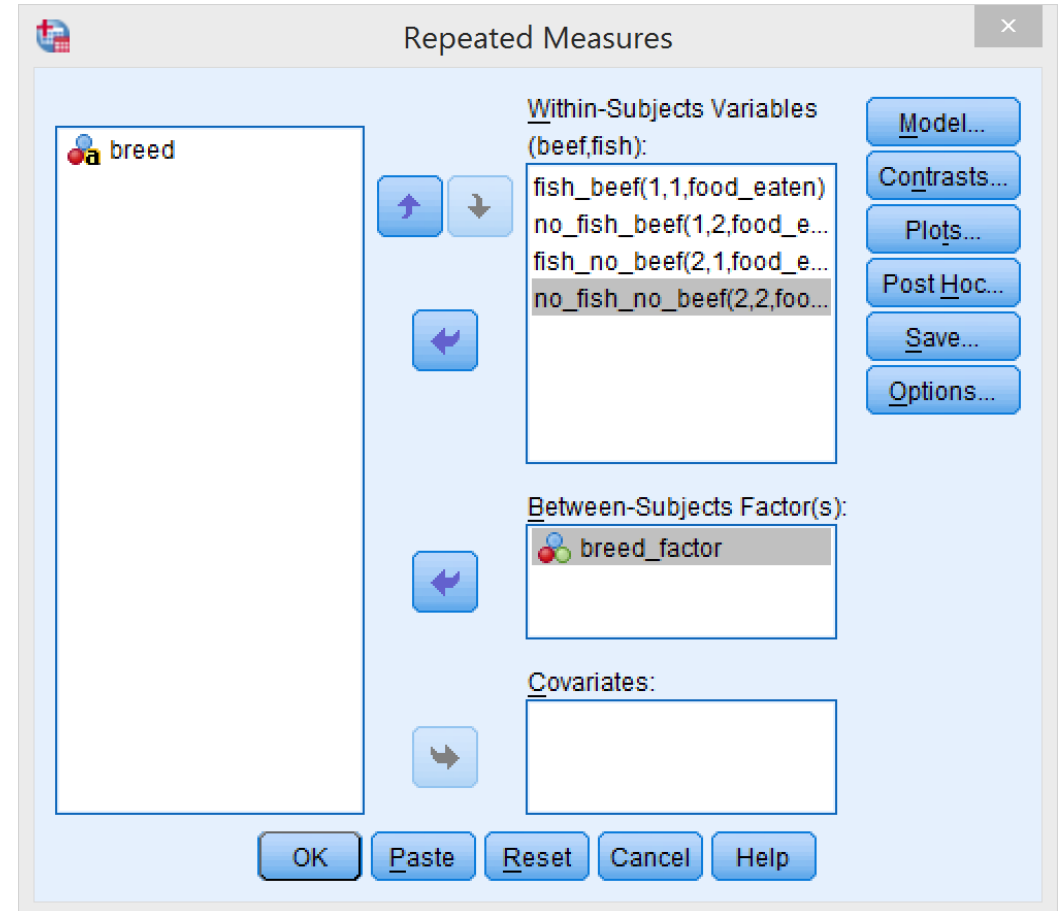 Repeated Measures
breed
Within-Subjects Variables
(beef,fish):
fish_beef(1,1,food_eaten)
no_fish_beef(1,2,food_e...
fish_no_beef(2,1,food_e...
no_fish_no_beef(2,2,foo...
Model...
Contrasts...
Plots...
Post Hoc...
Save...
Options...
Between-Subjects Factor(s):
breed_factor
Covariates:
OK Paste Reset Cancel Help